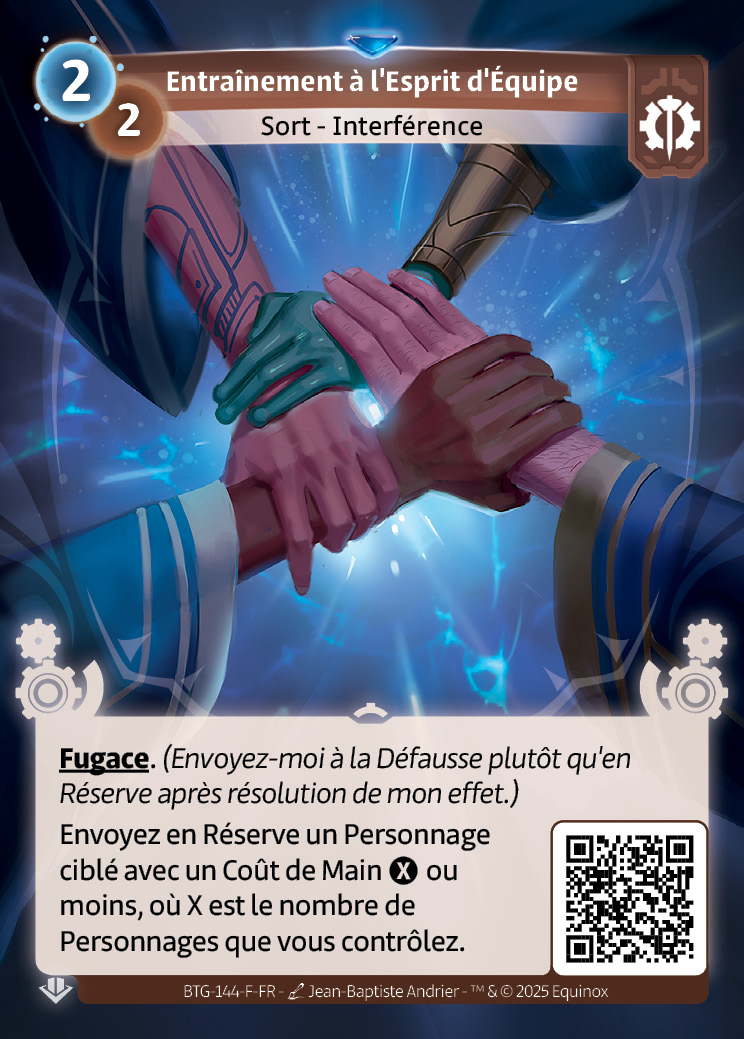 2
Entraînement à l'Esprit d'Équipe
2
Sort - Interférence
Fugace. (Envoyez-moi à la Défausse plutôt qu'en
Réserve après résolution de mon effet.)
Envoyez en Réserve un Personnage
ciblé avec un Coût de Main X ou
moins, où X est le nombre de
Personnages que vous contrôlez.
BTG-144-F-FR - Jean-Baptiste Andrier - ™ & © 2025 Equinox